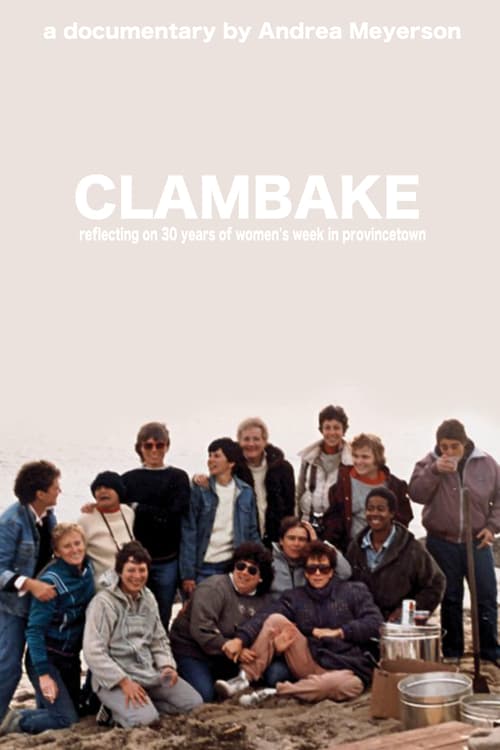 a documentary by Andrea Meyerson
CLAMBAKE
reflecting on 30 years of women's week in provincetown